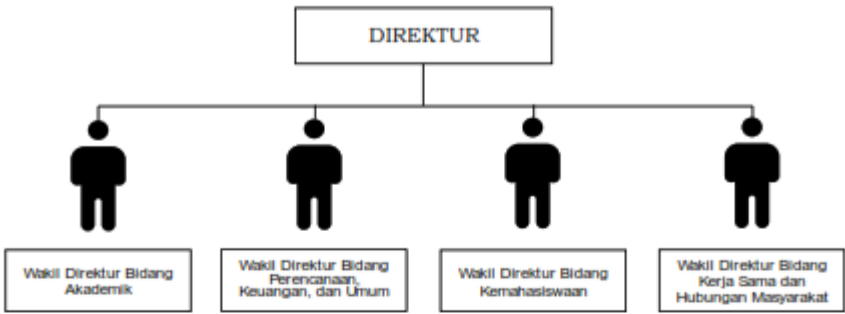 DIREKTUR
Wakil Direktur Bidang
Akademik
Wakil Direktur Bidang
Perencanaan,
Keuangan, dan Umum
Wakil Direktur Bidang
Kemahasiswaan
Wakil Direktur Bidang
Kerja Sama dan
Hubungan Masyarakat